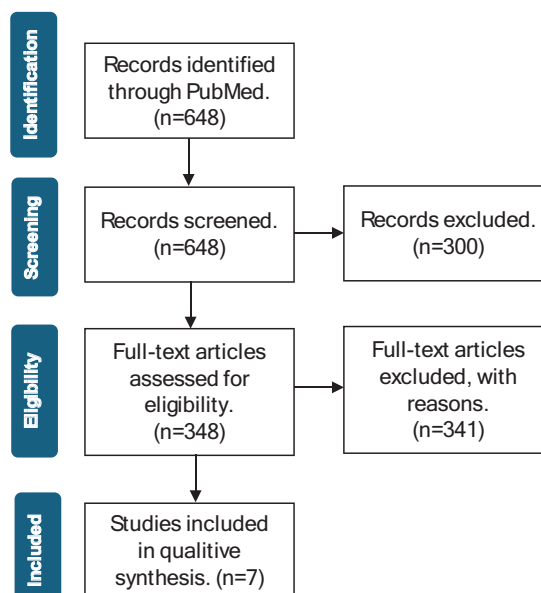 Identification
Records identified
through PubMed.
(n=648)
Screening
Records screened.
(n=648)
Records excluded.
(n=300)
Eligibility
Full-text articles
assessed for
eligibility.
(n=348)
Full-text articles
excluded, with
reasons.
(n=341)
Included
Studies included
in qualitive
synthesis. (n=7)